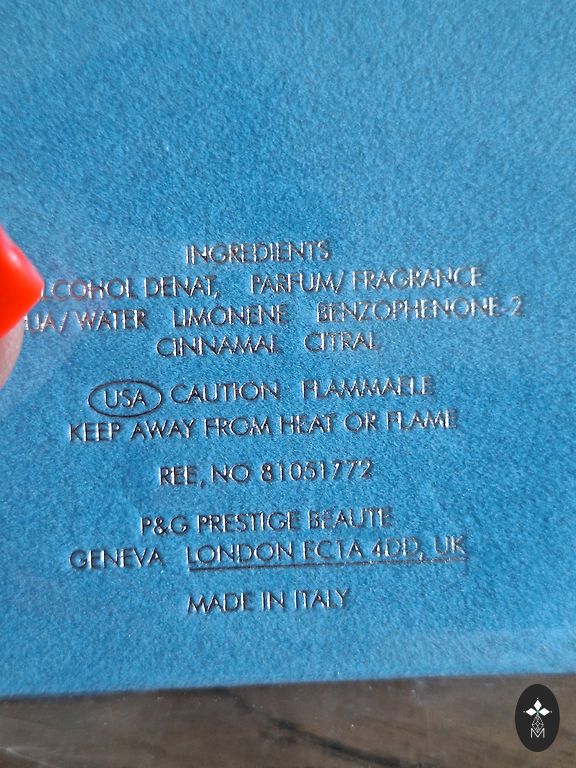 INGREDIENTS
LCOHOL DENAT, PARFUM/FRAGRANCE
UA/WATER LIMONENE BENZOPHENONE-2
CINNAMAL CITRAL
USA CAUTION FLAMMABLE
KEEP AWAY FROM HEAT OR FLAME
REF, NO 81051772
P&G PRESTIGE BEAUTE
GENEVA LONDON EC1A 4DD, UK
MADE IN ITALY
M